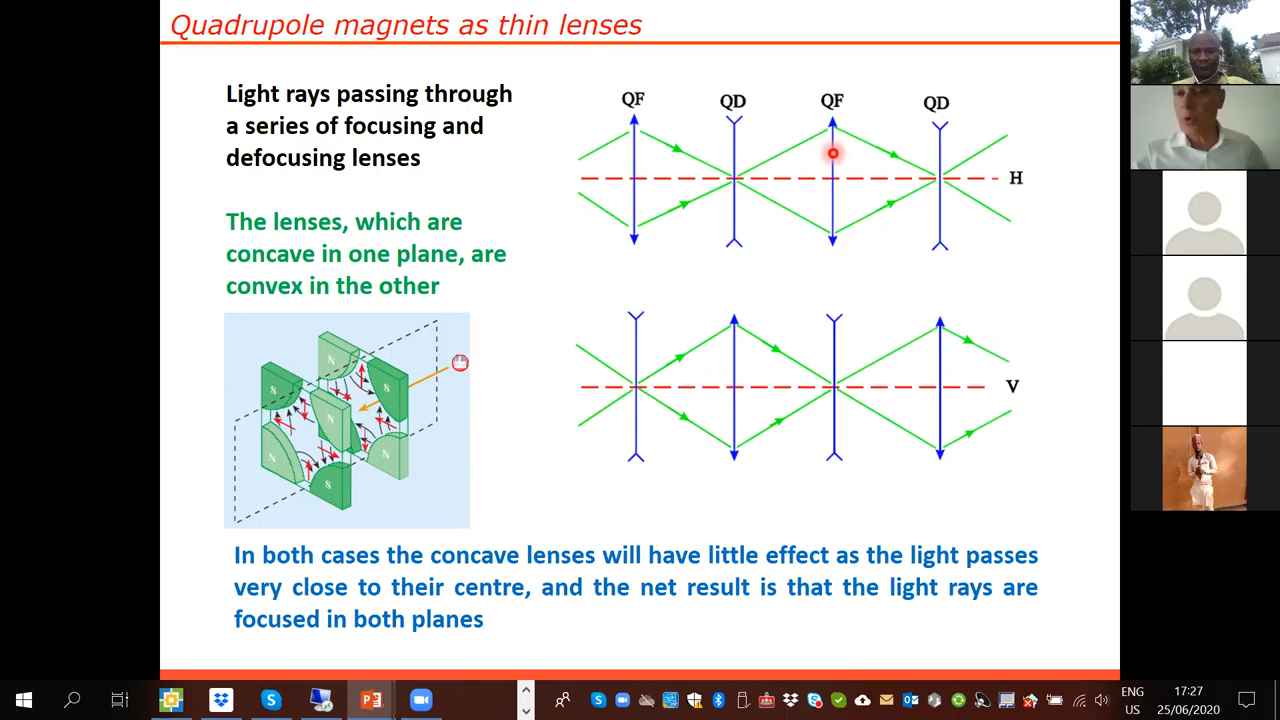 Quadrupole magnets as thin lenses
Light rays passing through
a series of focusing and
defocusing lenses
The lenses, which are
concave in one plane, are
convex in the other
QF
QD
QF
QD
H
V
N
S
S
N
N
N
S
In both cases the concave lenses will have little effect as the light passes
very close to their centre, and the net result is that the light rays are
focused in both planes
ENG
US
17:27
25/06/2020